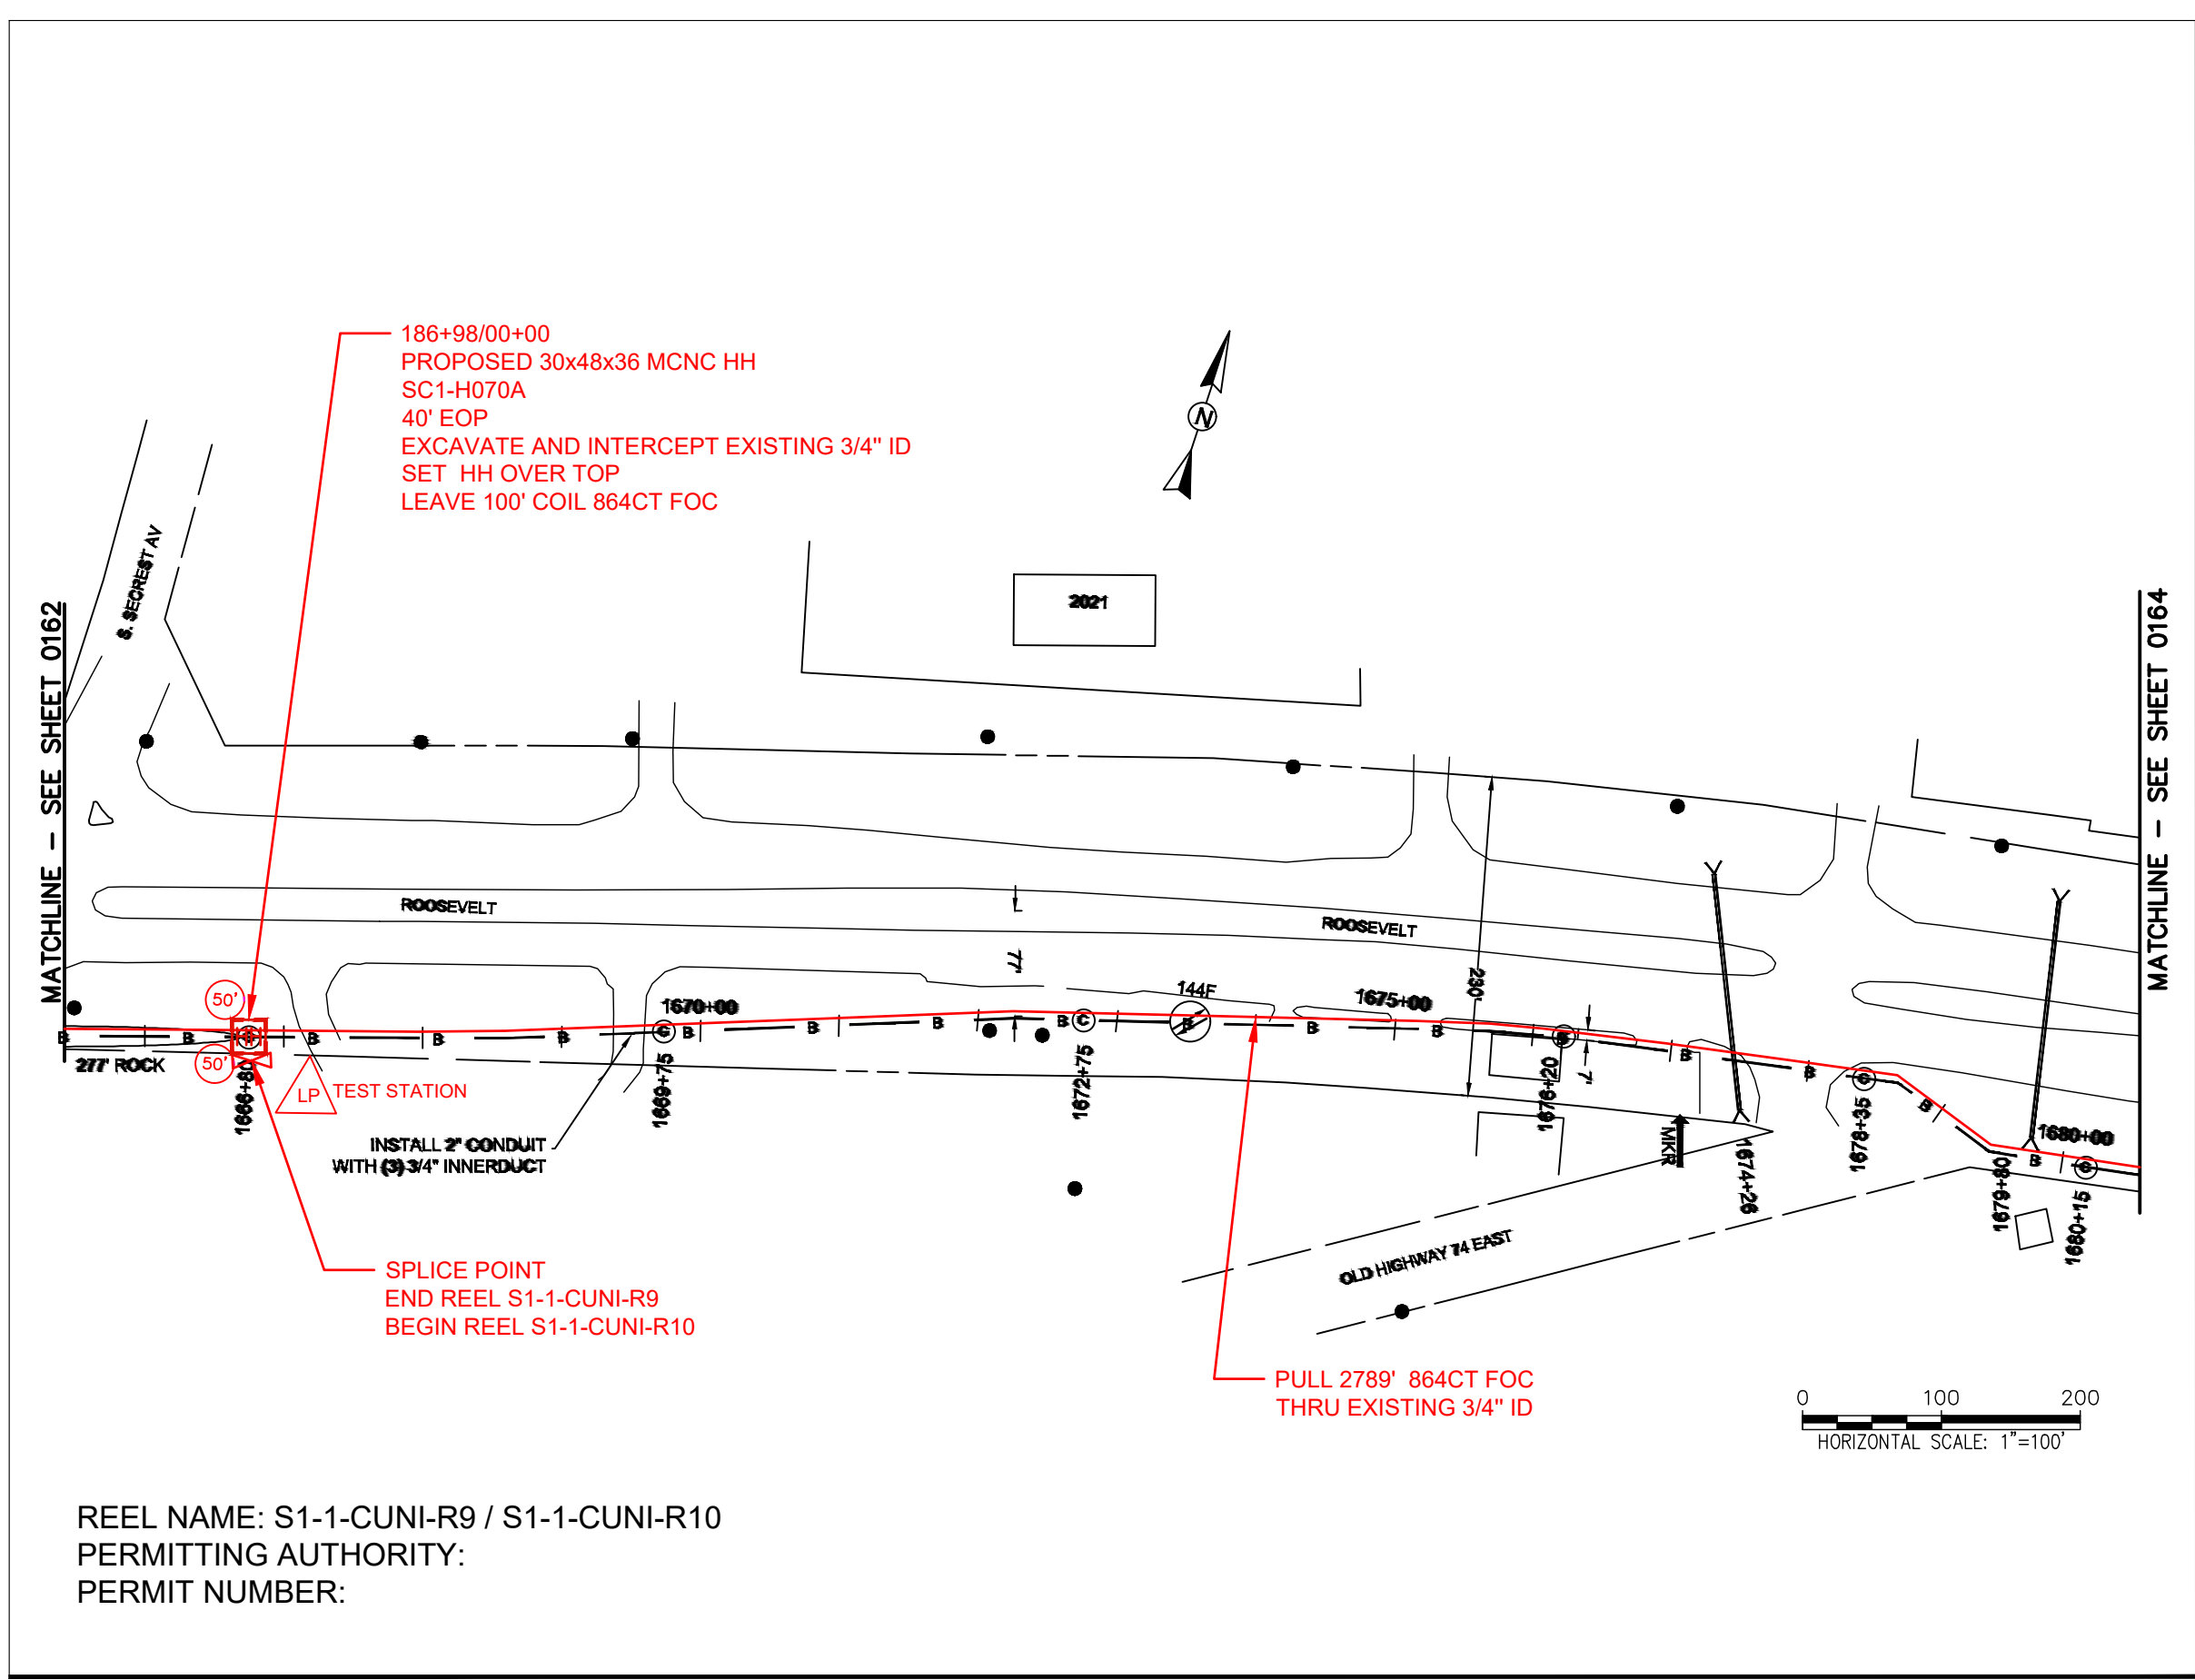 186+98/00+00
PROPOSED 30x48x36 MCNC HH
SC1-H070A
40' EOP
EXCAVATE AND INTERCEPT EXISTING 3/4" ID
SET HH OVER TOP
LEAVE 100' COIL 864CT FOC
N
S. SECREST AV
2021
MATCHLINE - SEE SHEET 0162
MATCHLINE - SEE SHEET 0164
ROOSEVELT
ROOSEVELT
77'
230'
144F
1670+00
1675+00
50'
50'
B B B B B B B B B B B B B B B
C C C C
277' ROCK
LP
TEST STATION
1666+80
1669+75
1672+75
1676+20
7'
MKR
1674+26
1678+35
1679+80
1680+00
1680+15
INSTALL 2" CONDUIT
WITH (3) 3/4" INNERDUCT
OLD HIGHWAY 74 EAST
SPLICE POINT
END REEL S1-1-CUNI-R9
BEGIN REEL S1-1-CUNI-R10
PULL 2789' 864CT FOC
THRU EXISTING 3/4" ID
0 100 200
HORIZONTAL SCALE: 1"=100'
REEL NAME: S1-1-CUNI-R9 / S1-1-CUNI-R10
PERMITTING AUTHORITY:
PERMIT NUMBER: